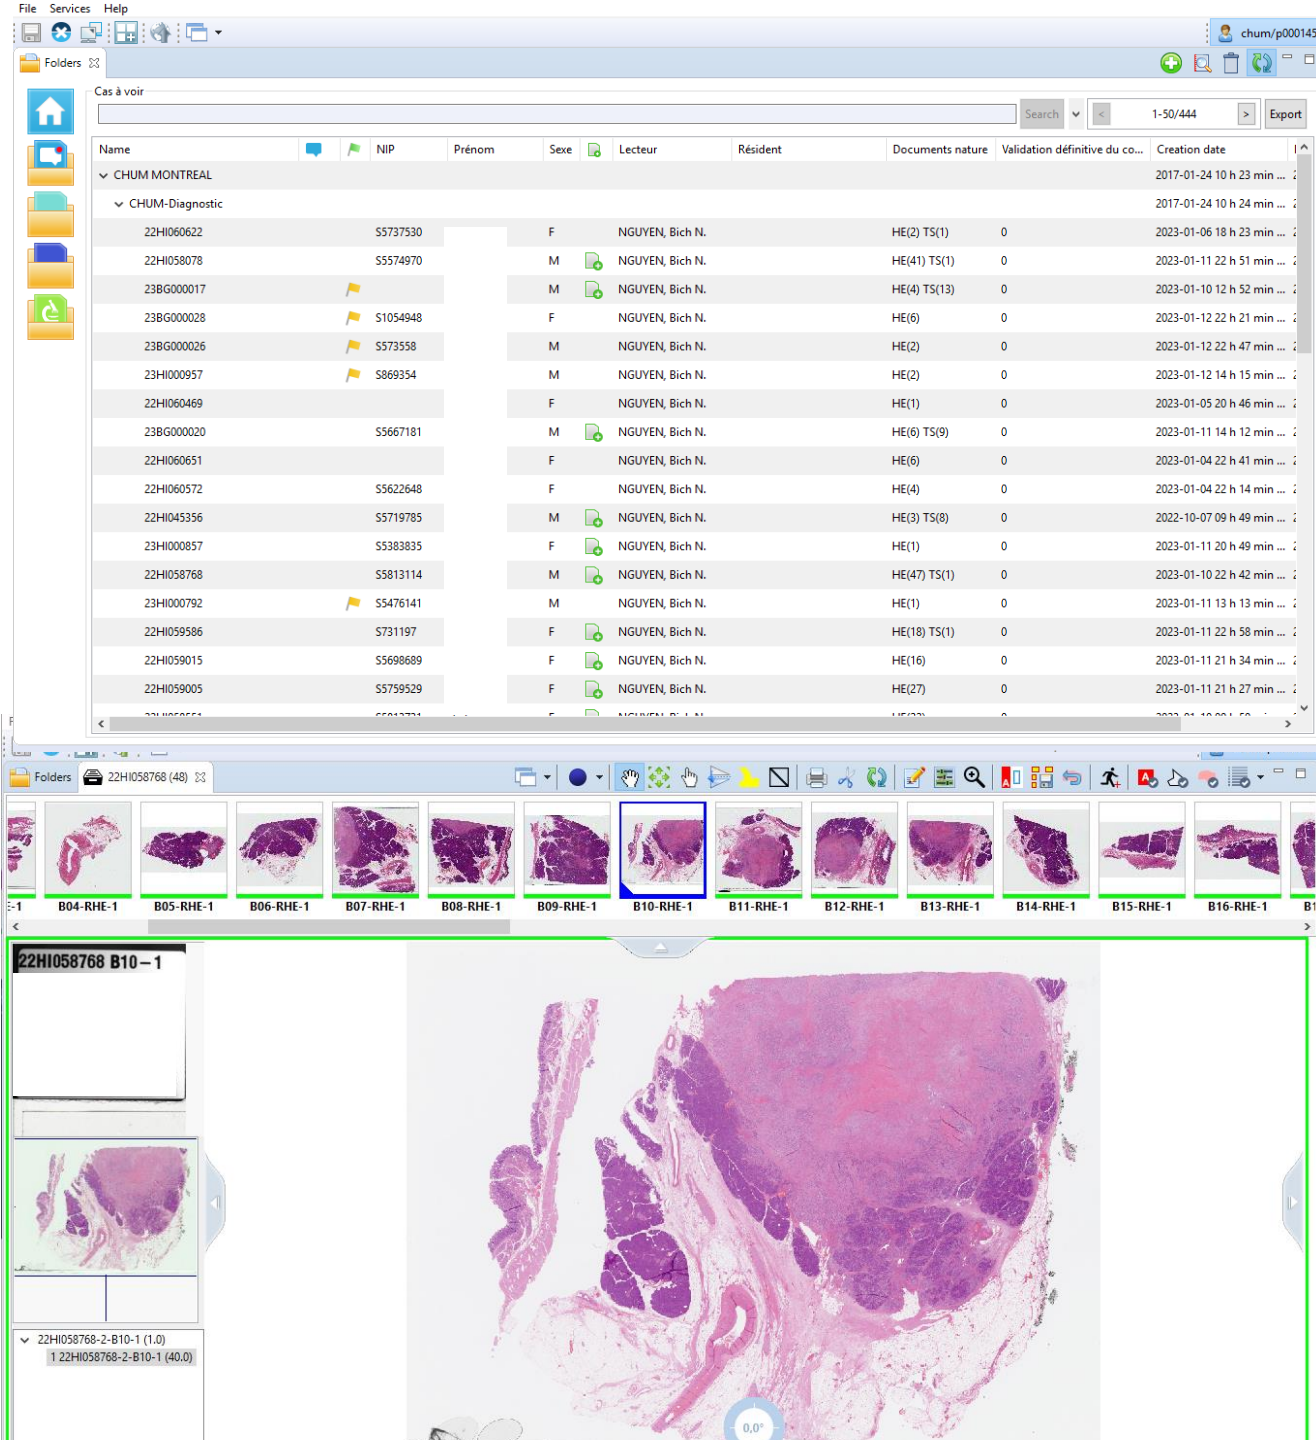 File Services Help
chum/p000145
Folders
Cas à voir
Search < 1-50/444 > Export
Name NIP Prénom Sexe Lecteur Résident Documents nature Validation définitive du co... Creation date
CHUM MONTREAL 2017-01-24 10 h 23 min ...
CHUM-Diagnostic 2017-01-24 10 h 24 min ...
22HI060622 S5737530 F NGUYEN, Bich N. HE(2) TS(1) 0 2023-01-06 18 h 23 min ...
22HI058078 S5574970 M NGUYEN, Bich N. HE(41) TS(1) 0 2023-01-11 22 h 51 min ...
23BG000017 M NGUYEN, Bich N. HE(4) TS(13) 0 2023-01-10 12 h 52 min ...
23BG000028 S1054948 F NGUYEN, Bich N. HE(6) 0 2023-01-12 22 h 21 min ...
23BG000026 S573558 M NGUYEN, Bich N. HE(2) 0 2023-01-12 22 h 47 min ...
23HI000957 S869354 M NGUYEN, Bich N. HE(2) 0 2023-01-12 14 h 15 min ...
22HI060469 F NGUYEN, Bich N. HE(1) 0 2023-01-05 20 h 46 min ...
23BG000020 S5667181 M NGUYEN, Bich N. HE(6) TS(9) 0 2023-01-11 14 h 12 min ...
22HI060651 F NGUYEN, Bich N. HE(6) 0 2023-01-04 22 h 41 min ...
22HI060572 S5622648 F NGUYEN, Bich N. HE(4) 0 2023-01-04 22 h 14 min ...
22HI045356 S5719785 M NGUYEN, Bich N. HE(3) TS(8) 0 2022-10-07 09 h 49 min ...
23HI000857 S5383835 F NGUYEN, Bich N. HE(1) 0 2023-01-11 20 h 49 min ...
22HI058768 S5813114 M NGUYEN, Bich N. HE(47) TS(1) 0 2023-01-10 22 h 42 min ...
23HI000792 S5476141 M NGUYEN, Bich N. HE(1) 0 2023-01-11 13 h 13 min ...
22HI059586 S731197 F NGUYEN, Bich N. HE(18) TS(1) 0 2023-01-11 22 h 58 min ...
22HI059015 S5698689 F NGUYEN, Bich N. HE(16) 0 2023-01-11 21 h 34 min ...
22HI059005 S5759529 F NGUYEN, Bich N. HE(27) 0 2023-01-11 21 h 27 min ...
Folders 22HI058768 (48)
B04-RHE-1 B05-RHE-1 B06-RHE-1 B07-RHE-1 B08-RHE-1 B09-RHE-1 B10-RHE-1 B11-RHE-1 B12-RHE-1 B13-RHE-1 B14-RHE-1 B15-RHE-1 B16-RHE-1
22HI058768 B10-1
22HI058768-2-B10-1 (1.0)
1 22HI058768-2-B10-1 (40.0)
0,0°